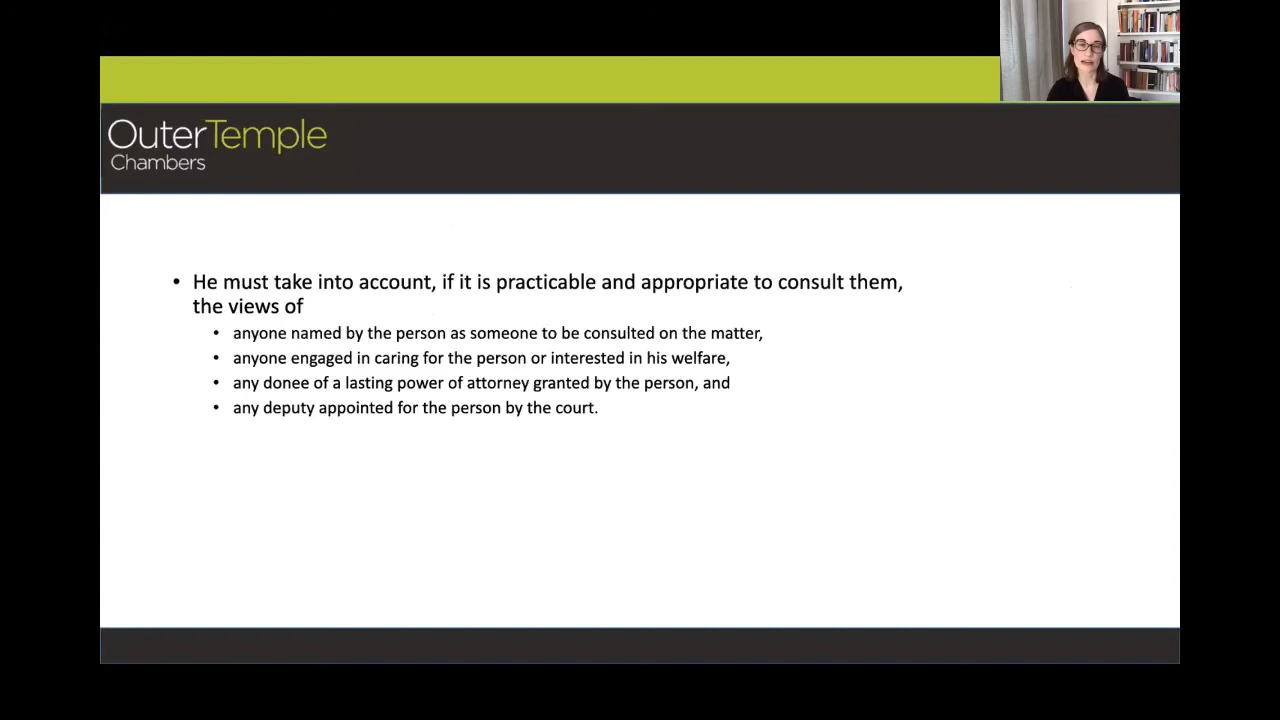 OuterTemple
Chambers
• He must take into account, if it is practicable and appropriate to consult them,
the views of
• anyone named by the person as someone to be consulted on the matter,
• anyone engaged in caring for the person or interested in his welfare,
• any donee of a lasting power of attorney granted by the person, and
• any deputy appointed for the person by the court.